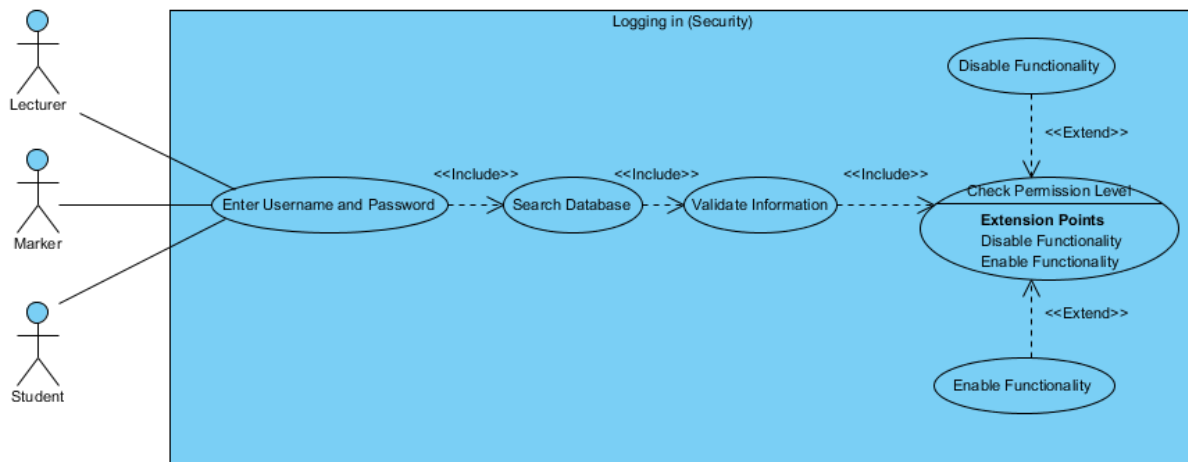 Logging in (Security)
Lecturer
Marker
Student
Enter Username and Password
<<Include>>
Search Database
<<Include>>
Validate Information
<<Include>>
Disable Functionality
<<Extend>>
Check Permission Level
Extension Points
Disable Functionality
Enable Functionality
<<Extend>>
Enable Functionality